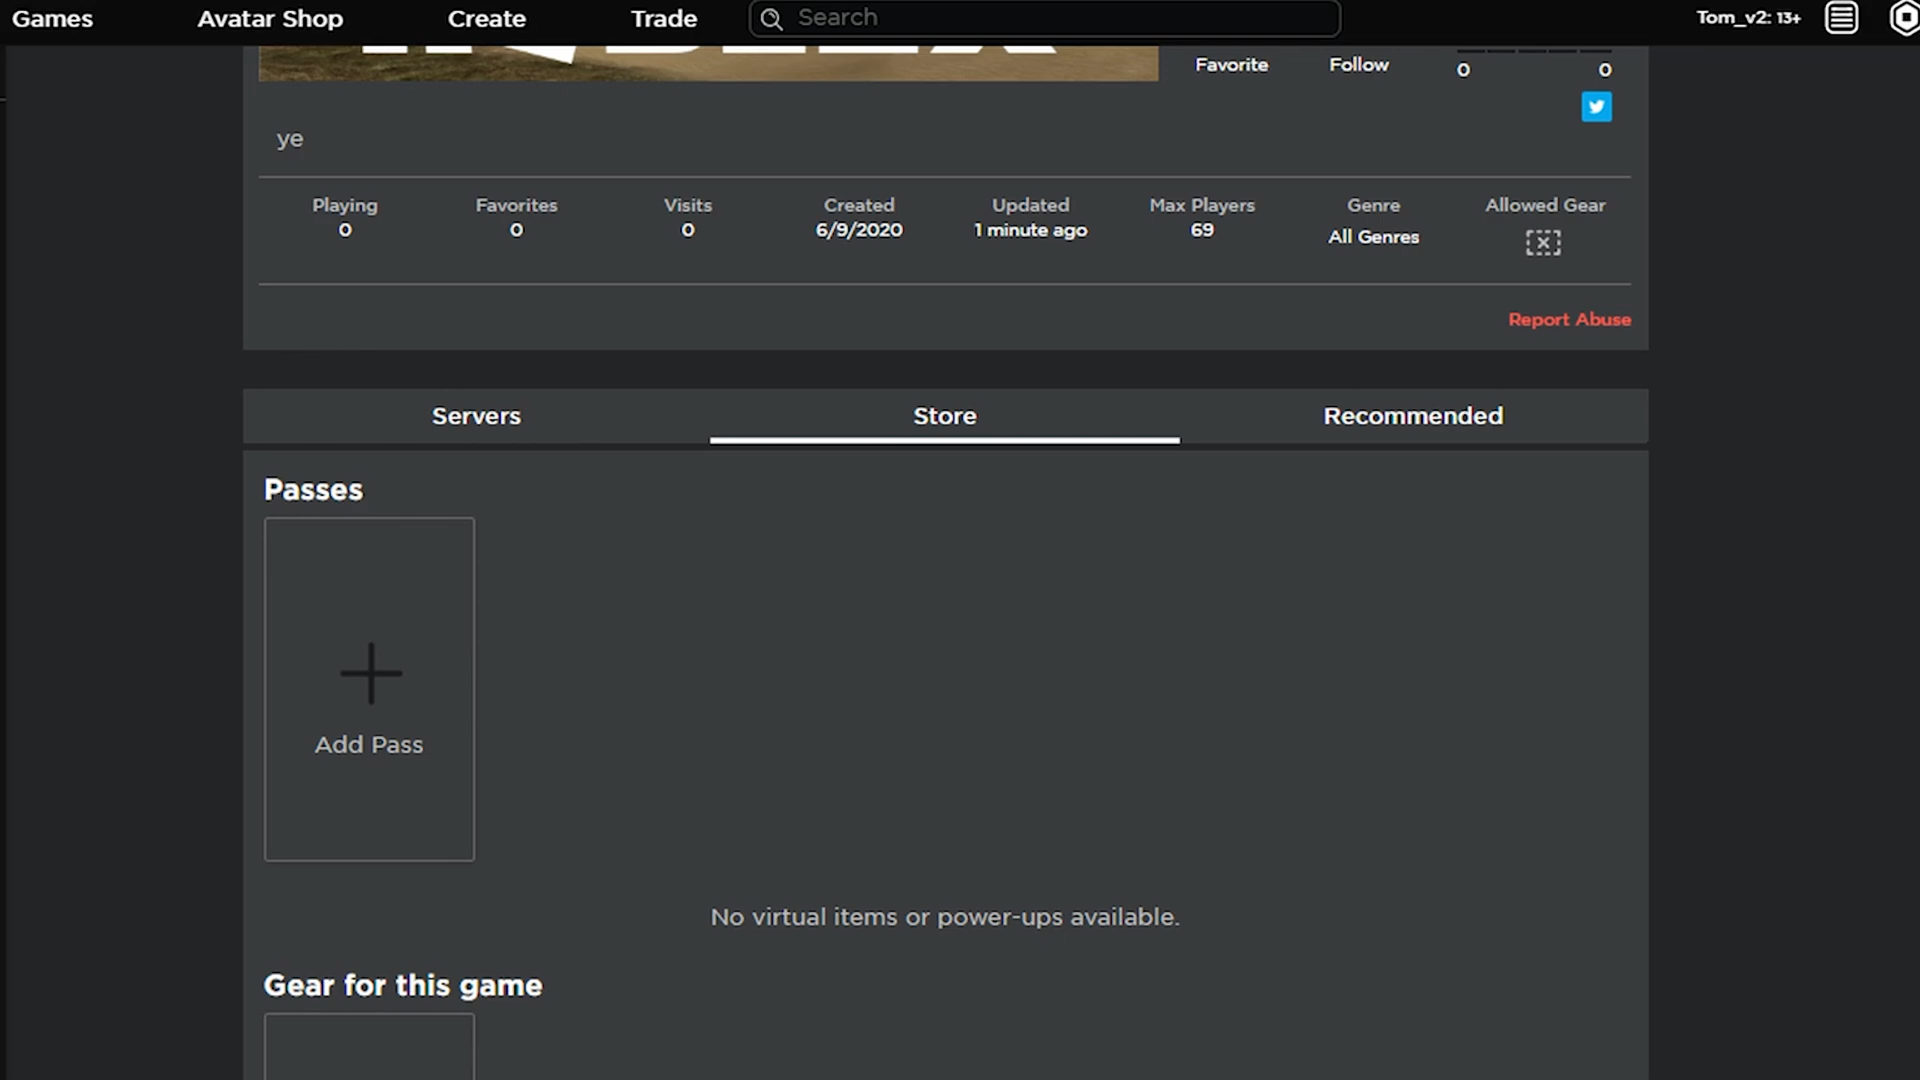 Games Avatar Shop Create Trade Search Tom_v2: 13+
Favorite Follow 0 0
ye
Playing Favorites Visits Created Updated Max Players Genre Allowed Gear
0 0 0 6/9/2020 1 minute ago 69 All Genres
Report Abuse
Servers Store Recommended
Passes
Add Pass
No virtual items or power-ups available.
Gear for this game